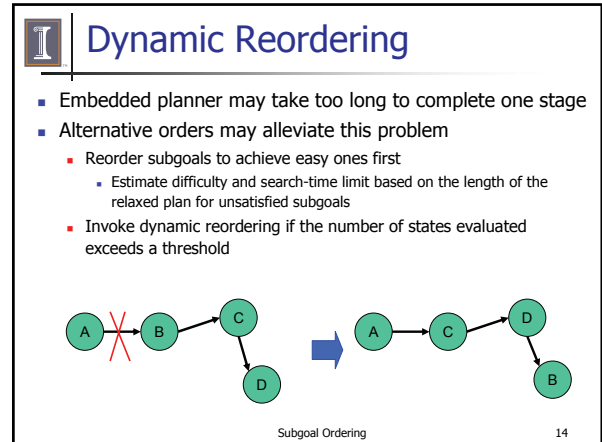 Dynamic Reordering
Embedded planner may take too long to complete one stage
Alternative orders may alleviate this problem
Reorder subgoals to achieve easy ones first
Estimate difficulty and search-time limit based on the length of the
relaxed plan for unsatisfied subgoals
Invoke dynamic reordering if the number of states evaluated
exceeds a threshold
A
B
C
D
A
C
D
B
Subgoal Ordering
14